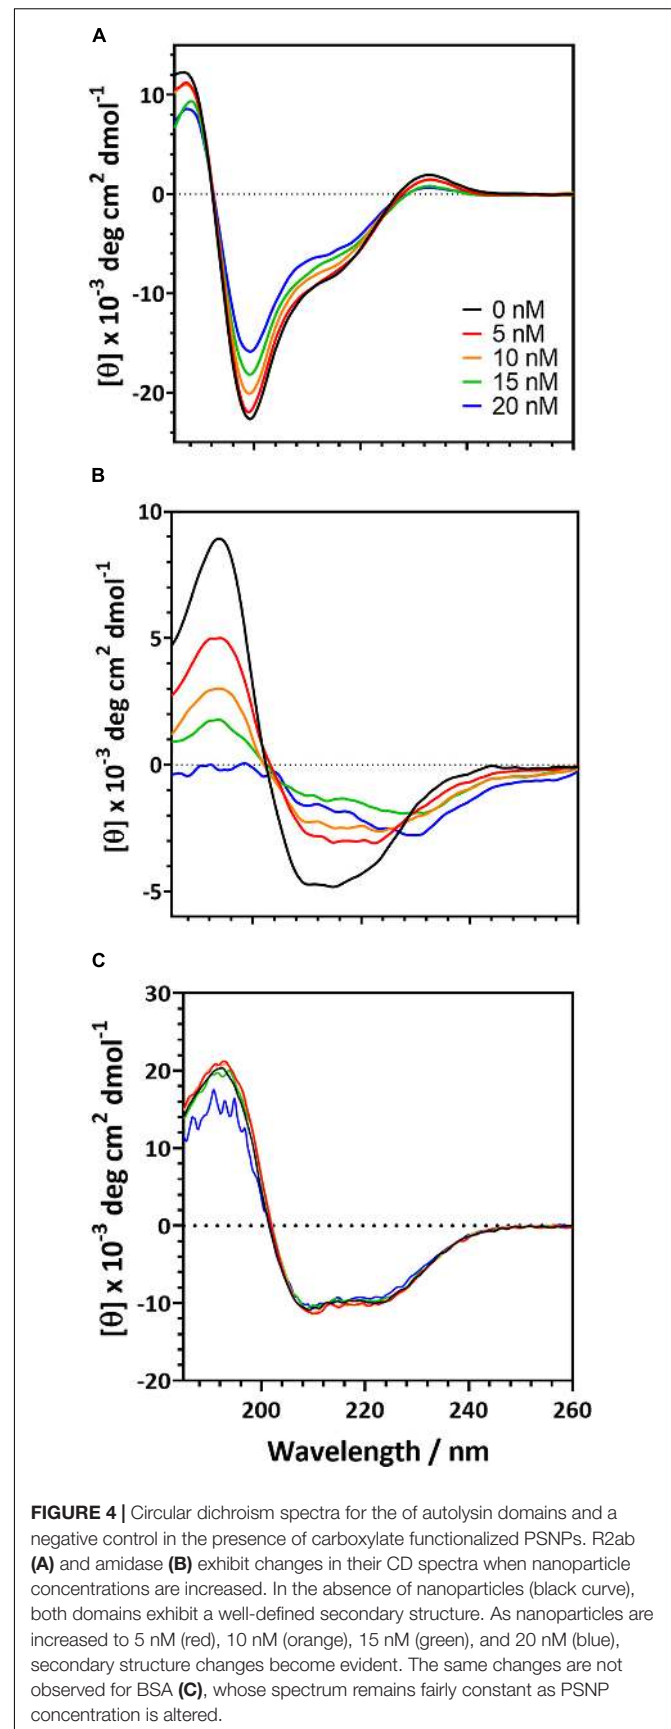 A
10
0
-10
-20
[θ] x 10⁻³ deg cm² dmol⁻¹
0 nM
5 nM
10 nM
15 nM
20 nM
B
10
5
0
-5
[θ] x 10⁻³ deg cm² dmol⁻¹
C
30
20
10
0
-10
-20
[θ] x 10⁻³ deg cm² dmol⁻¹
200 220 240 260
Wavelength / nm
FIGURE 4 | Circular dichroism spectra for the of autolysin domains and a
negative control in the presence of carboxylate functionalized PSNPs. R2ab
(A) and amidase (B) exhibit changes in their CD spectra when nanoparticle
concentrations are increased. In the absence of nanoparticles (black curve),
both domains exhibit a well-defined secondary structure. As nanoparticles are
increased to 5 nM (red), 10 nM (orange), 15 nM (green), and 20 nM (blue),
secondary structure changes become evident. The same changes are not
observed for BSA (C), whose spectrum remains fairly constant as PSNP
concentration is altered.